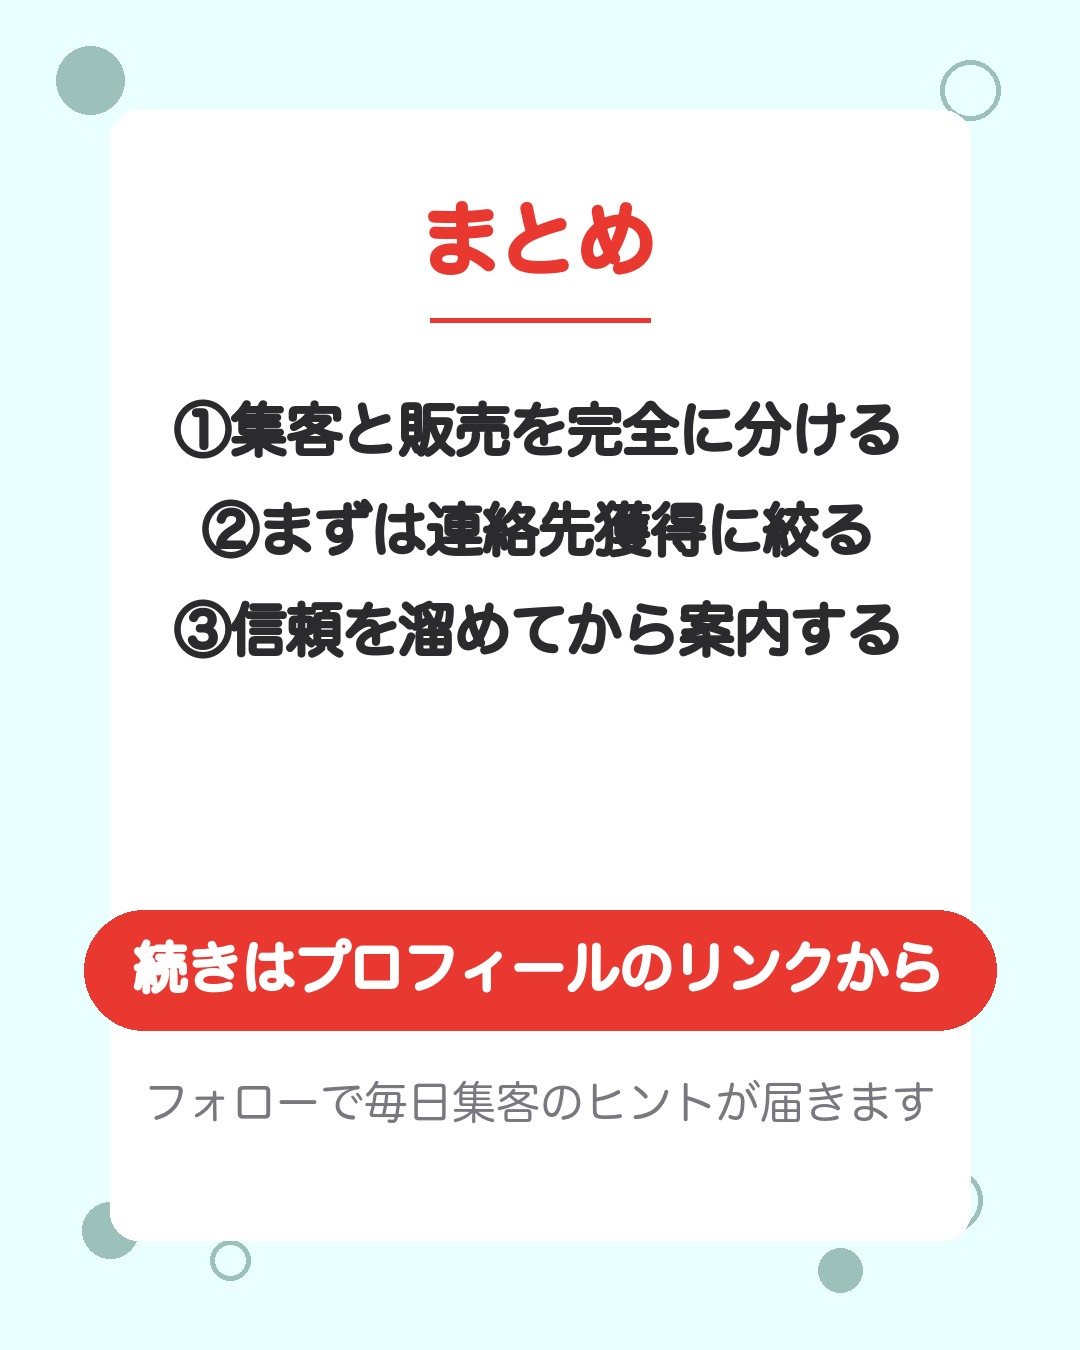 まとめ
①集客と販売を完全に分ける
②まずは連絡先獲得に絞る
③信頼を溜めてから案内する
続きはプロフィールのリンクから
フォローで毎日集客のヒントが届きます